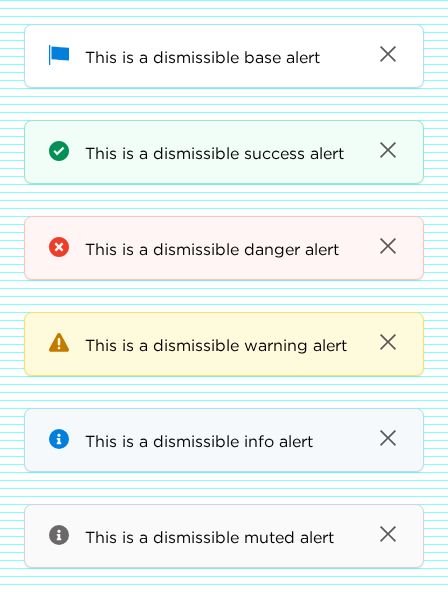 This is a dismissible base alert
This is a dismissible success alert
This is a dismissible danger alert
This is a dismissible warning alert
This is a dismissible info alert
This is a dismissible muted alert